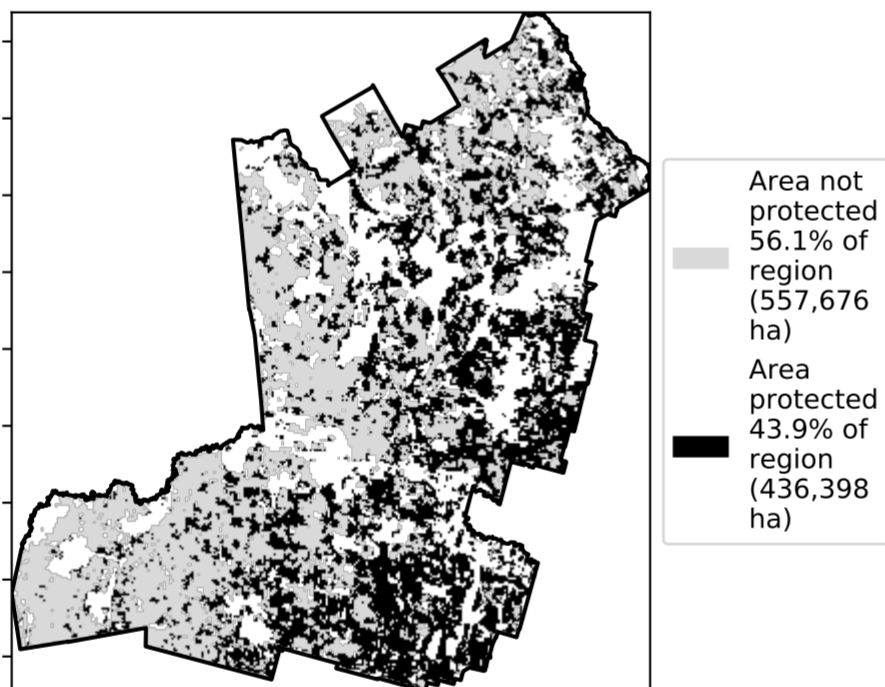 Area not
protected
56.1% of
region
(557,676
ha)
Area
protected
43.9% of
region
(436,398
ha)